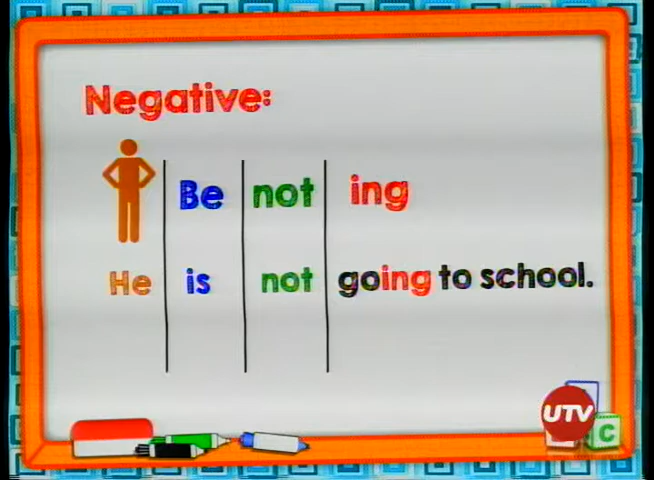 Negative:
Be not ing
He is not going to school.
UTV
C